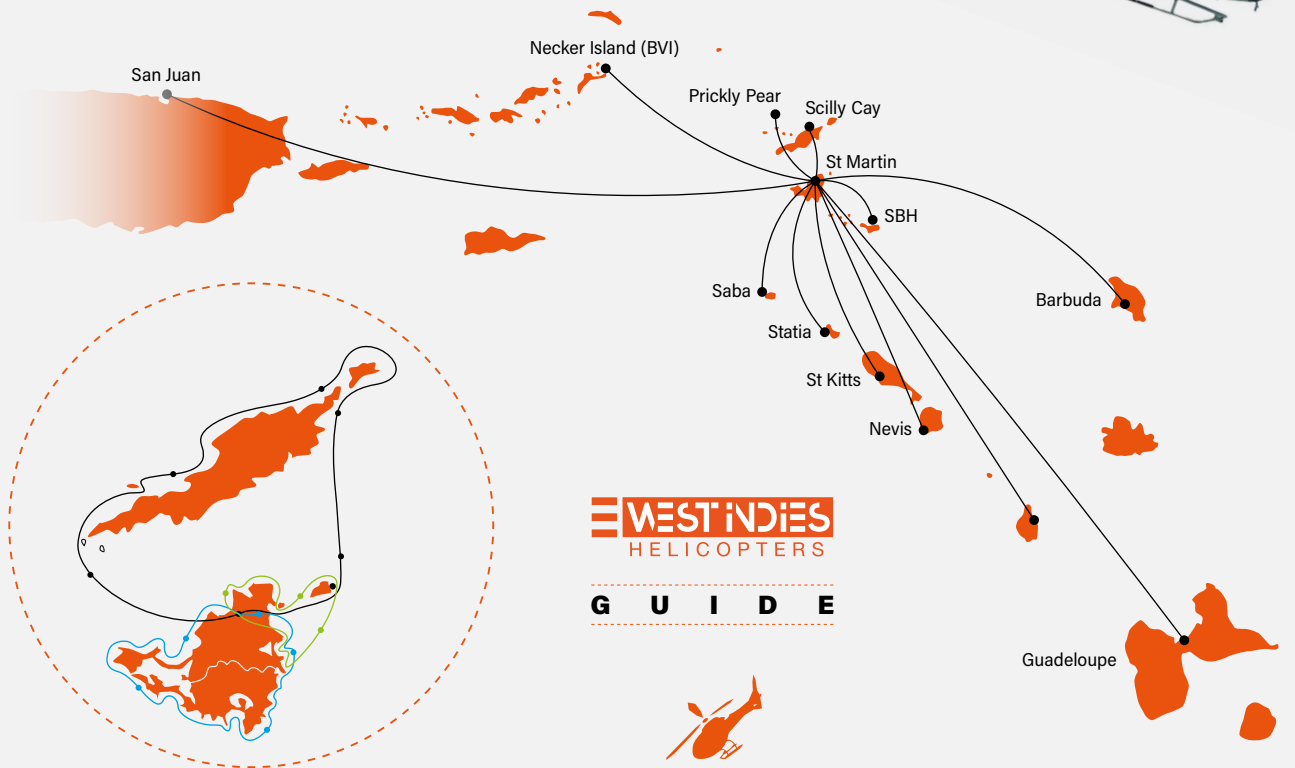 Necker Island (BVI)
San Juan
Prickly Pear
Scilly Cay
St Martin
SBH
Saba
Barbuda
Statia
St Kitts
Nevis
WEST iNDIES
HELICOPTERS
GUIDE
Guadeloupe